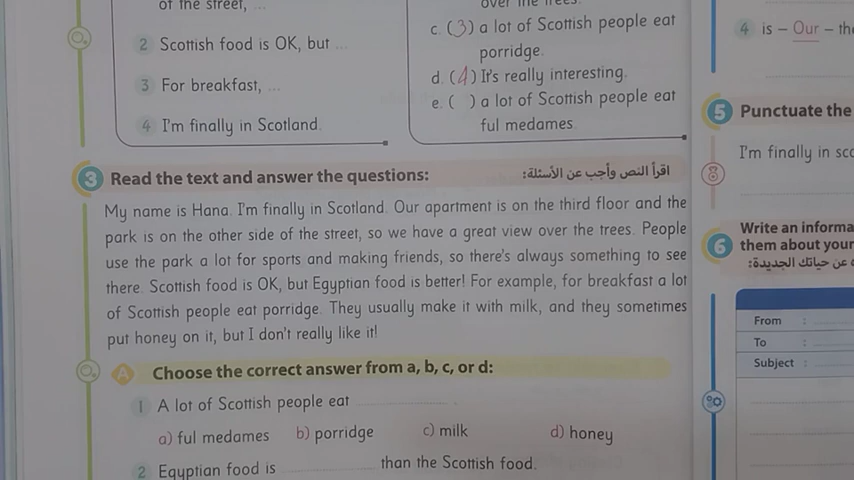 of the street, ...
2 Scottish food is OK, but ...
3 For breakfast, ...
4 I'm finally in Scotland.
over the trees.
c. (3) a lot of Scottish people eat
porridge.
d. (4) It's really interesting.
e. ( ) a lot of Scottish people eat
ful medames.
3 Read the text and answer the questions:
اقرأ النص وأجب عن الأسئلة:
My name is Hana. I'm finally in Scotland. Our apartment is on the third floor and the
park is on the other side of the street, so we have a great view over the trees. People
use the park a lot for sports and making friends, so there's always something to see
there. Scottish food is OK, but Egyptian food is better! For example, for breakfast a lot
of Scottish people eat porridge. They usually make it with milk, and they sometimes
put honey on it, but I don't really like it!
A Choose the correct answer from a, b, c, or d:
1 A lot of Scottish people eat .................... .
a) ful medames b) porridge c) milk d) honey
2 Egyptian food is .................... than the Scottish food.
4 is – Our – the
5 Punctuate the
I'm finally in sco
6 Write an informa
them about your
عن حياتك الجديدة:
From :
To :
Subject :